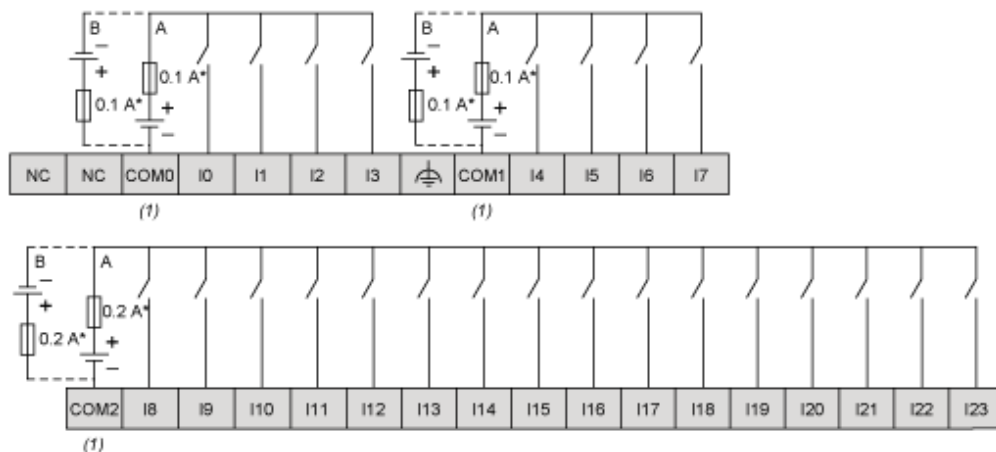 B − A B − A
+ 0.1 A* + 0.1 A*
0.1 A* + 0.1 A* +
− −
NC NC COM0 I0 I1 I2 I3 COM1 I4 I5 I6 I7
(1) (1)
B − A
+ 0.2 A*
0.2 A* +
−
COM2 I8 I9 I10 I11 I12 I13 I14 I15 I16 I17 I18 I19 I20 I21 I22 I23
(1)